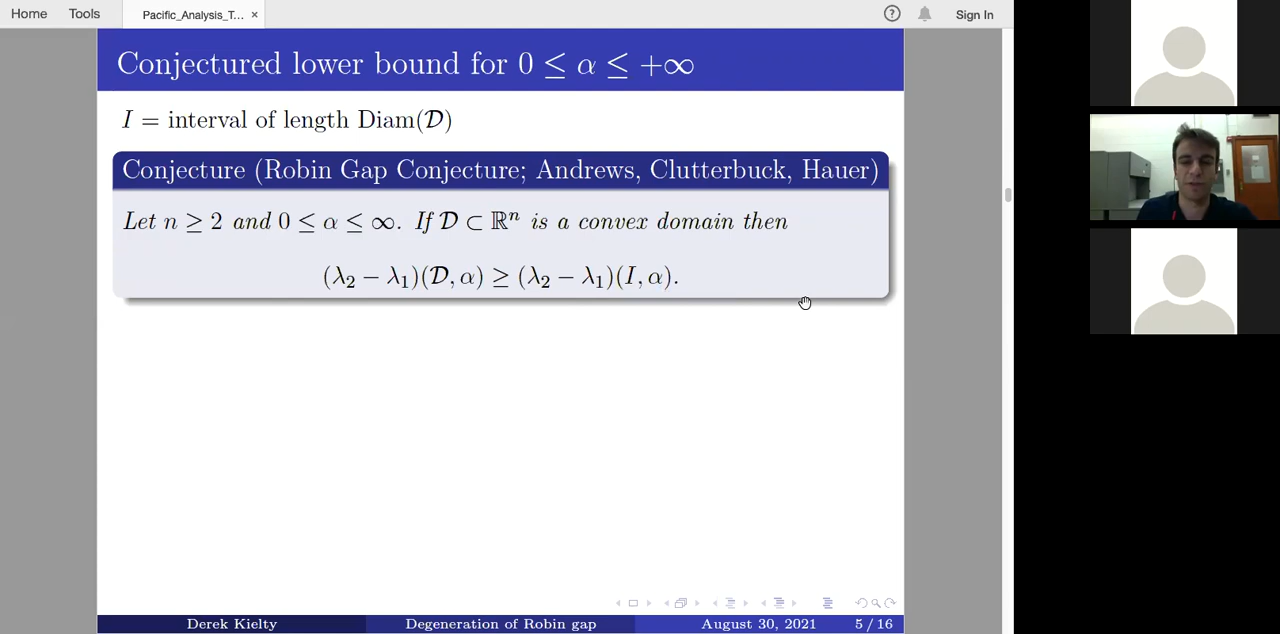 Home Tools Pacific_Analysis_T... × ? Sign In
Conjectured lower bound for 0 ≤ α ≤ +∞
I = interval of length Diam(𝒟)
Conjecture (Robin Gap Conjecture; Andrews, Clutterbuck, Hauer)
Let n ≥ 2 and 0 ≤ α ≤ ∞. If 𝒟 ⊂ ℝⁿ is a convex domain then
(λ₂ − λ₁)(𝒟, α) ≥ (λ₂ − λ₁)(I, α).
Derek Kielty Degeneration of Robin gap August 30, 2021 5 / 16